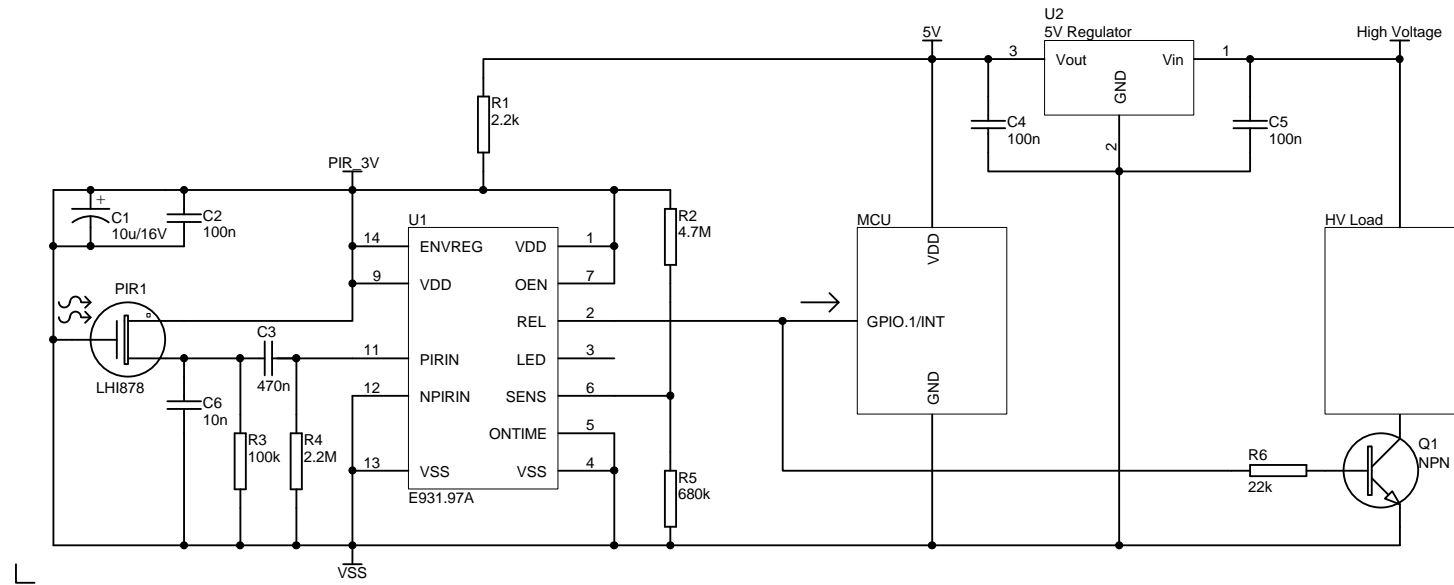 U2
5V Regulator
5V
High Voltage
3
Vout
Vin
1
GND
2
R1
2.2k
C4
100n
C5
100n
PIR_3V
+
C1
10u/16V
C2
100n
U1
R2
4.7M
MCU
HV Load
14
ENVREG
VDD
1
9
VDD
OEN
7
VDD
PIR1
REL
2
GPIO.1/INT
C3
470n
11
PIRIN
LED
3
LHI878
12
NPIRIN
SENS
6
GND
C6
10n
ONTIME
5
R3
100k
R4
2.2M
13
VSS
VSS
4
R5
680k
R6
22k
Q1
NPN
E931.97A
VSS